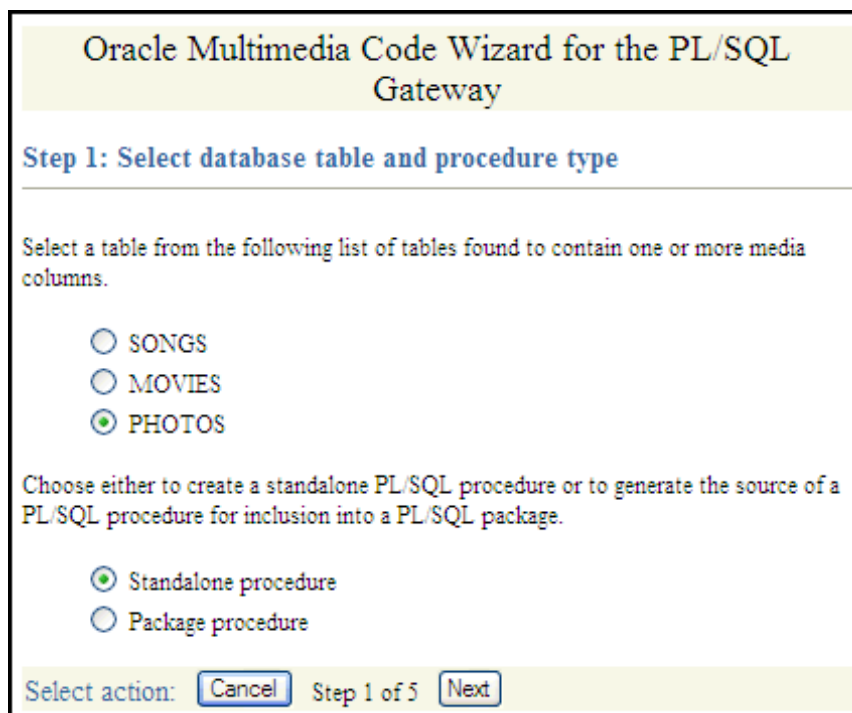 Oracle Multimedia Code Wizard for the PL/SQL
Gateway
Step 1: Select database table and procedure type
Select a table from the following list of tables found to contain one or more media
columns.
SONGS
MOVIES
PHOTOS
Choose either to create a standalone PL/SQL procedure or to generate the source of a
PL/SQL procedure for inclusion into a PL/SQL package.
Standalone procedure
Package procedure
Select action: Cancel Step 1 of 5 Next